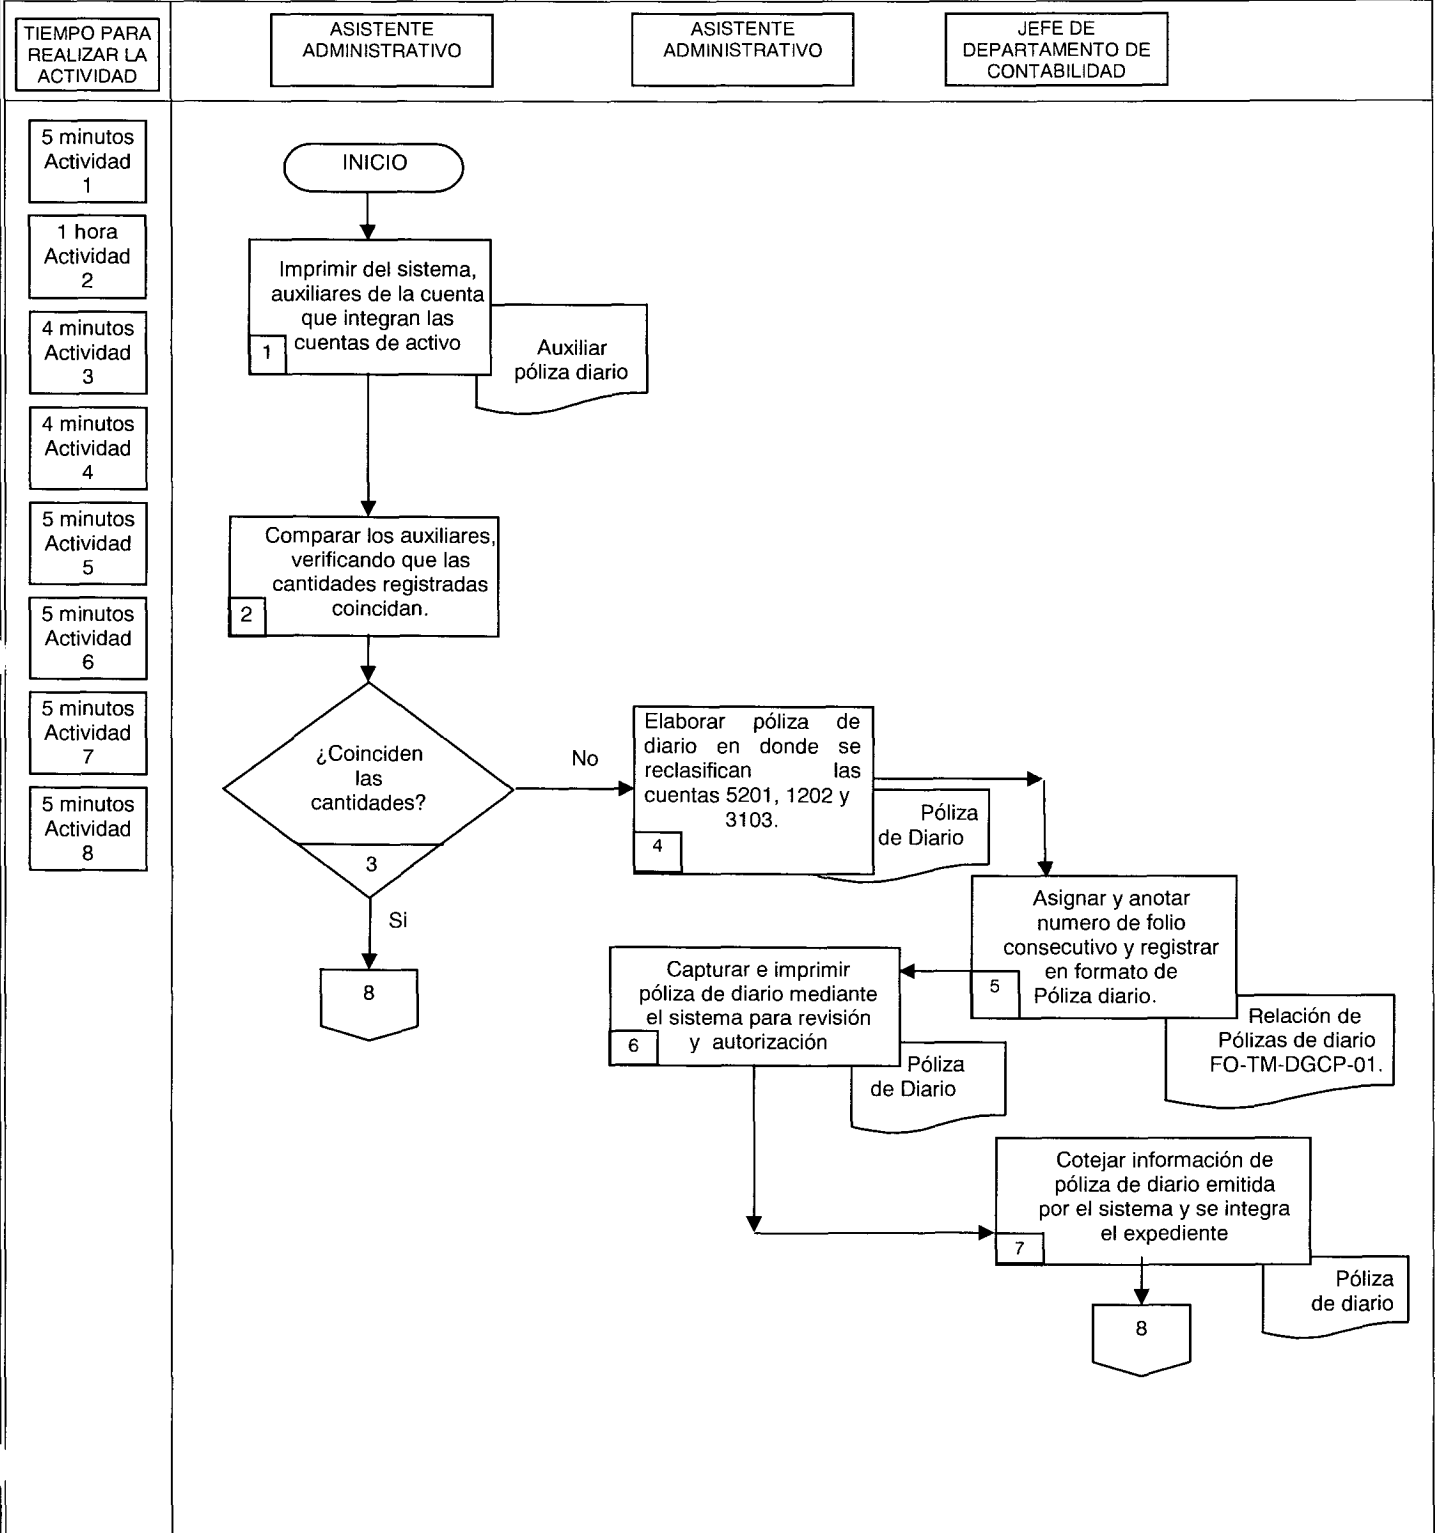 TIEMPO PARA
REALIZAR LA
ACTIVIDAD
ASISTENTE
ADMINISTRATIVO
ASISTENTE
ADMINISTRATIVO
JEFE DE
DEPARTAMENTO DE
CONTABILIDAD
5 minutos
Actividad
1
1 hora
Actividad
2
4 minutos
Actividad
3
4 minutos
Actividad
4
5 minutos
Actividad
5
5 minutos
Actividad
6
5 minutos
Actividad
7
5 minutos
Actividad
8
INICIO
Imprimir del sistema,
auxiliares de la cuenta
que integran las
cuentas de activo
1
Auxiliar
póliza diario
Comparar los auxiliares,
verificando que las
cantidades registradas
coincidan.
2
¿Coinciden
las
cantidades?
3
No
Si
8
Elaborar póliza de
diario en donde se
reclasifican las
cuentas 5201, 1202 y
3103.
4
Póliza
de Diario
Asignar y anotar
numero de folio
consecutivo y registrar
en formato de
Póliza diario.
5
Relación de
Pólizas de diario
FO-TM-DGCP-01.
Capturar e imprimir
póliza de diario mediante
el sistema para revisión
y autorización
6
Póliza
de Diario
Cotejar información de
póliza de diario emitida
por el sistema y se integra
el expediente
7
Póliza
de diario
8